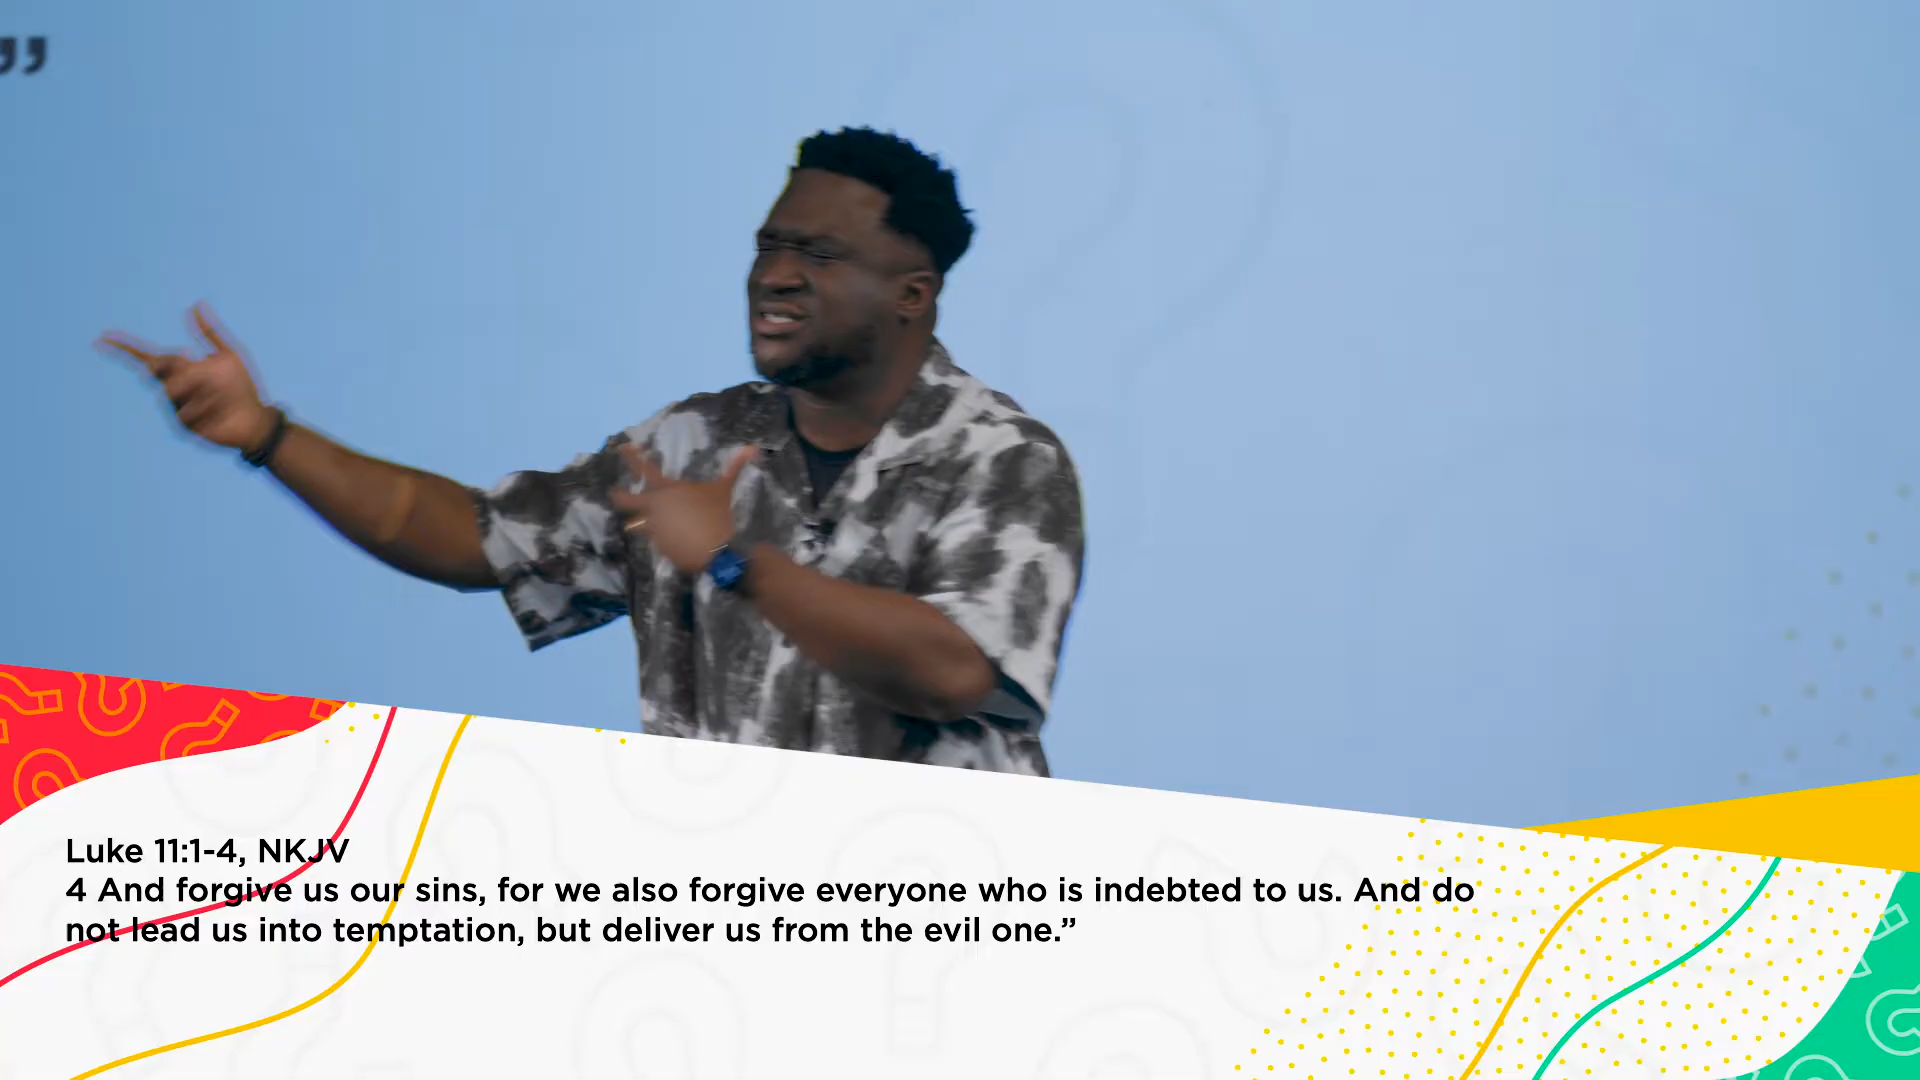 ”
Luke 11:1-4, NKJV
4 And forgive us our sins, for we also forgive everyone who is indebted to us. And do
not lead us into temptation, but deliver us from the evil one.”